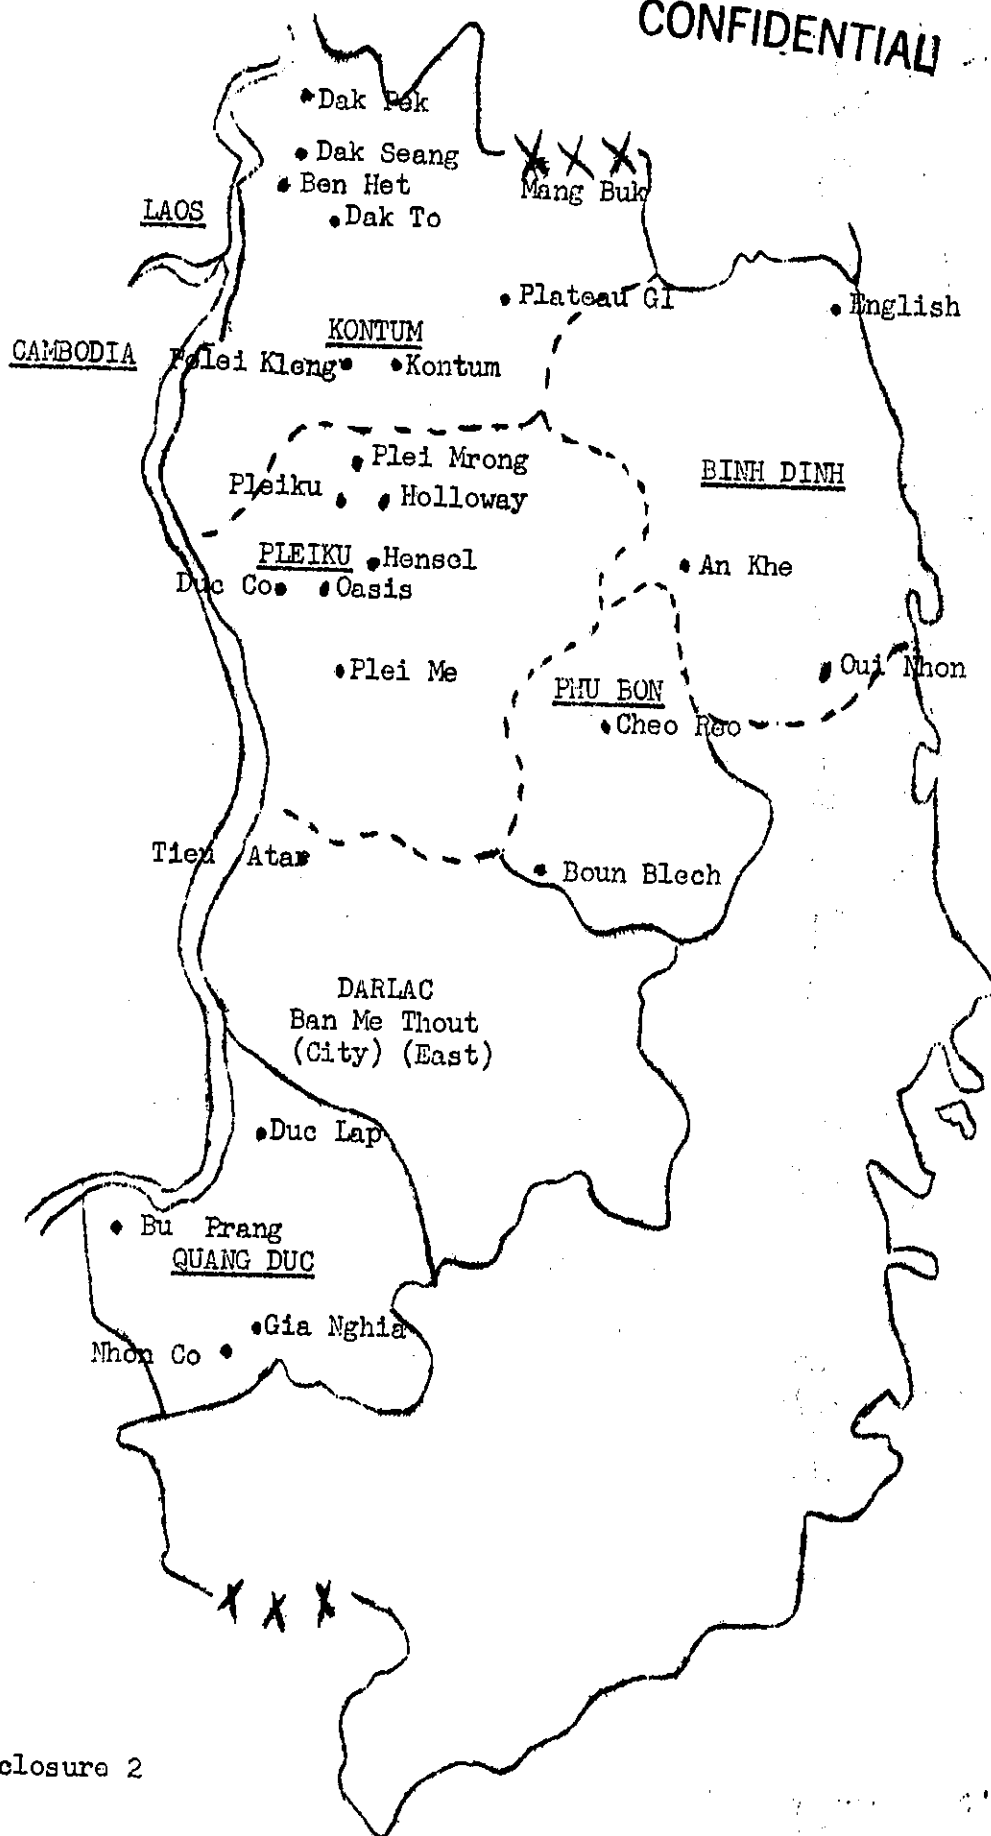 CONFIDENTIAL
Dak Pek
Dak Seang
Ben Het
Mang Buk
LAOS
Dak To
Plateau GI
English
KONTUM
CAMBODIA
Polei Kleng
Kontum
Plei Mrong
BINH DINH
Pleiku
Holloway
PLEIKU
Hensel
An Khe
Duc Co
Oasis
Plei Me
Oui Nhon
PHU BON
Cheo Reo
Tieu Atar
Boun Blech
DARLAC
Ban Me Thout
(City) (East)
Duc Lap
Bu Prang
QUANG DUC
Gia Nghia
Nhon Co
closure 2